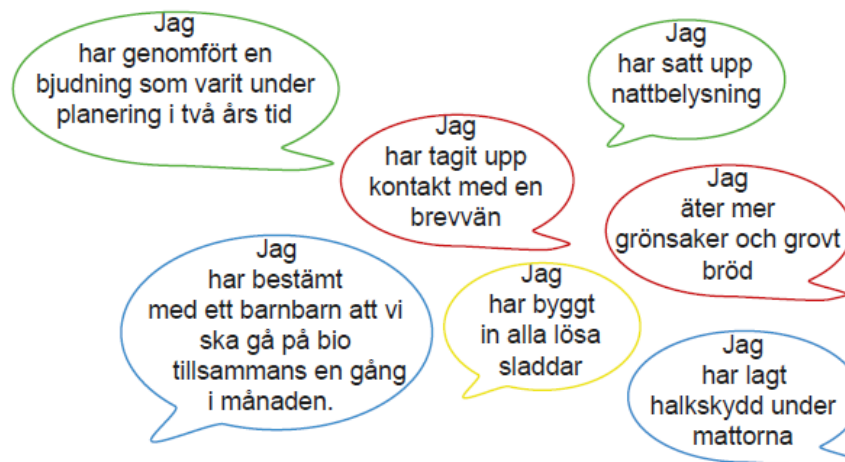 Jag
har genomfört en
bjudning som varit under
planering i två års tid
Jag
har satt upp
nattbelysning
Jag
har tagit upp
kontakt med en
brevvän
Jag
äter mer
grönsaker och grovt
bröd
Jag
har bestämt
med ett barnbarn att vi
ska gå på bio
tillsammans en gång
i månaden.
Jag
har byggt
in alla lösa
sladdar
Jag
har lagt
halkskydd under
mattorna